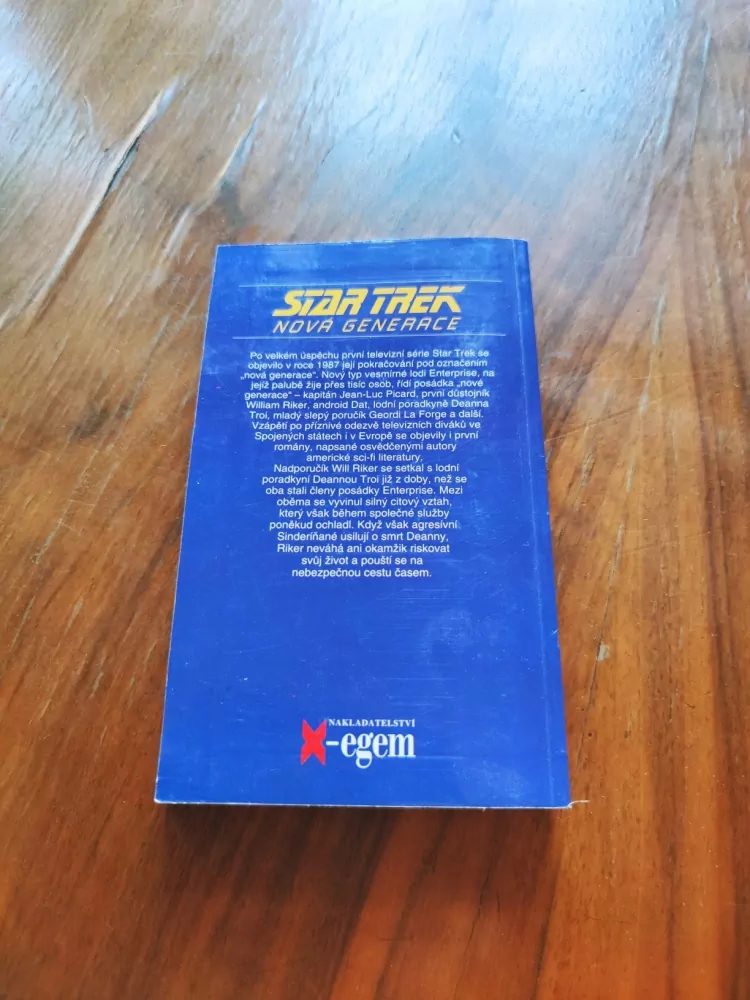 STAR TREK
NOVÁ GENERACE
Po velkém úspěchu první televizní série Star Trek se
objevilo v roce 1987 její pokračování pod označením
„nová generace“. Nový typ vesmírné lodi Enterprise, na
jejíž palubě žije přes tisíc osob, řídí posádka „nové
generace“ – kapitán Jean-Luc Picard, první důstojník
William Riker, android Dat, lodní poradkyně Deanna
Troi, mladý slepý poručík Geordi La Forge a další.
Vzápětí po příznivé odezvě televizních diváků ve
Spojených státech i v Evropě se objevily i první
romány, napsané osvědčenými autory
americké sci-fi literatury.
Nadporučík Will Riker se setkal s lodní
poradkyní Deannou Troi již z doby, než se
oba stali členy posádky Enterprise. Mezi
oběma se vyvinul silný citový vztah,
který však během společné služby
poněkud ochladl. Když však agresivní
Sinderíňané usilují o smrt Deanny,
Riker neváhá ani okamžik riskovat
svůj život a pouští se na
nebezpečnou cestu časem.
NAKLADATELSTVÍ
X-egem